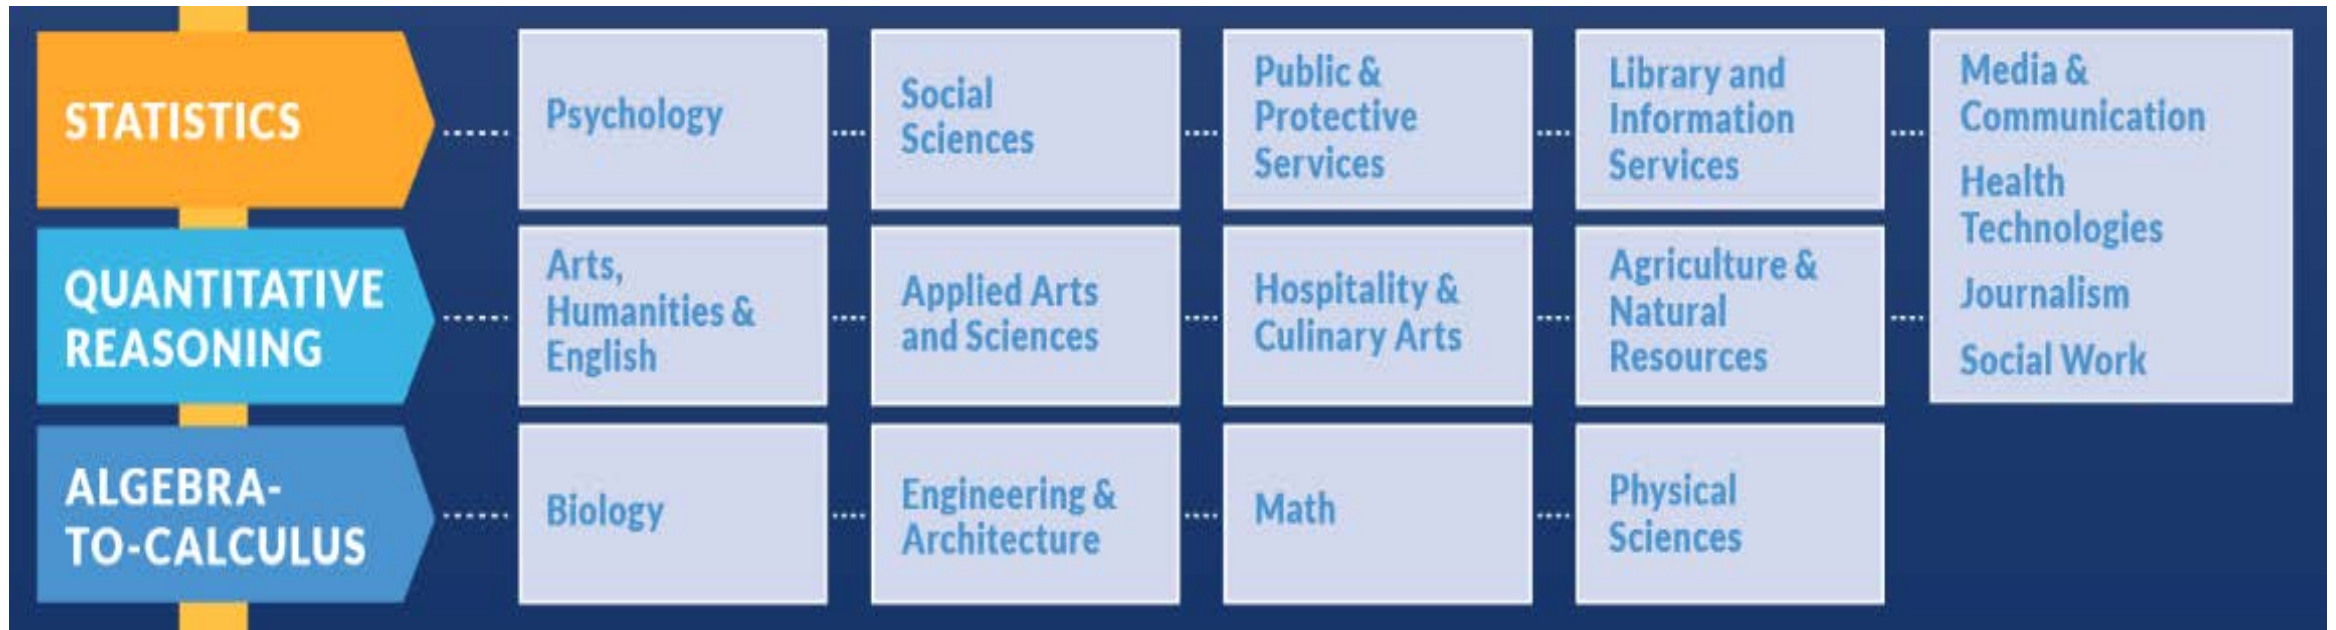 STATISTICS
Psychology
Social
Sciences
Public &
Protective
Services
Library and
Information
Services
Media &
Communication
Health
Technologies
Journalism
Social Work
QUANTITATIVE
REASONING
Arts,
Humanities &
English
Applied Arts
and Sciences
Hospitality &
Culinary Arts
Agriculture &
Natural
Resources
ALGEBRA-
TO-CALCULUS
Biology
Engineering &
Architecture
Math
Physical
Sciences